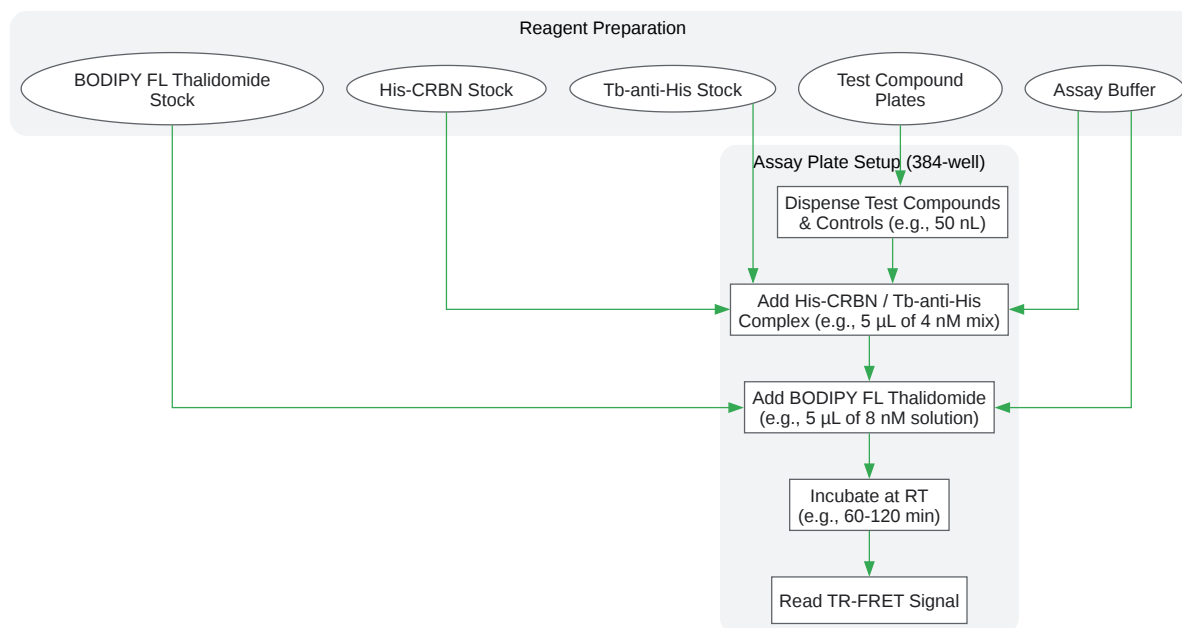 Reagent Preparation
BODIPY FL Thalidomide
Stock
His-CRBN Stock
Tb-anti-His Stock
Test Compound
Plates
Assay Buffer
Assay Plate Setup (384-well)
Dispense Test Compounds
& Controls (e.g., 50 nL)
Add His-CRBN / Tb-anti-His
Complex (e.g., 5 µL of 4 nM mix)
Add BODIPY FL Thalidomide
(e.g., 5 µL of 8 nM solution)
Incubate at RT
(e.g., 60-120 min)
Read TR-FRET Signal